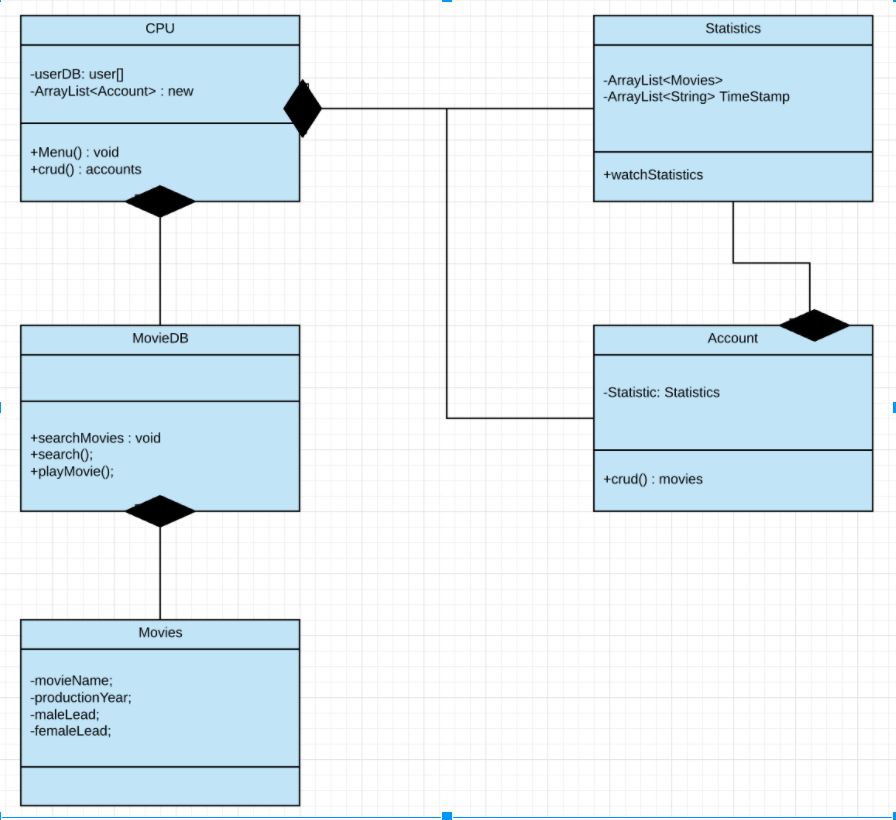 CPU
-userDB: user[]
-ArrayList<Account> : new
+Menu() : void
+crud() : accounts
Statistics
-ArrayList<Movies>
-ArrayList<String> TimeStamp
+watchStatistics
MovieDB
+searchMovies : void
+search();
+playMovie();
Account
-Statistic: Statistics
+crud() : movies
Movies
-movieName;
-productionYear;
-maleLead;
-femaleLead;